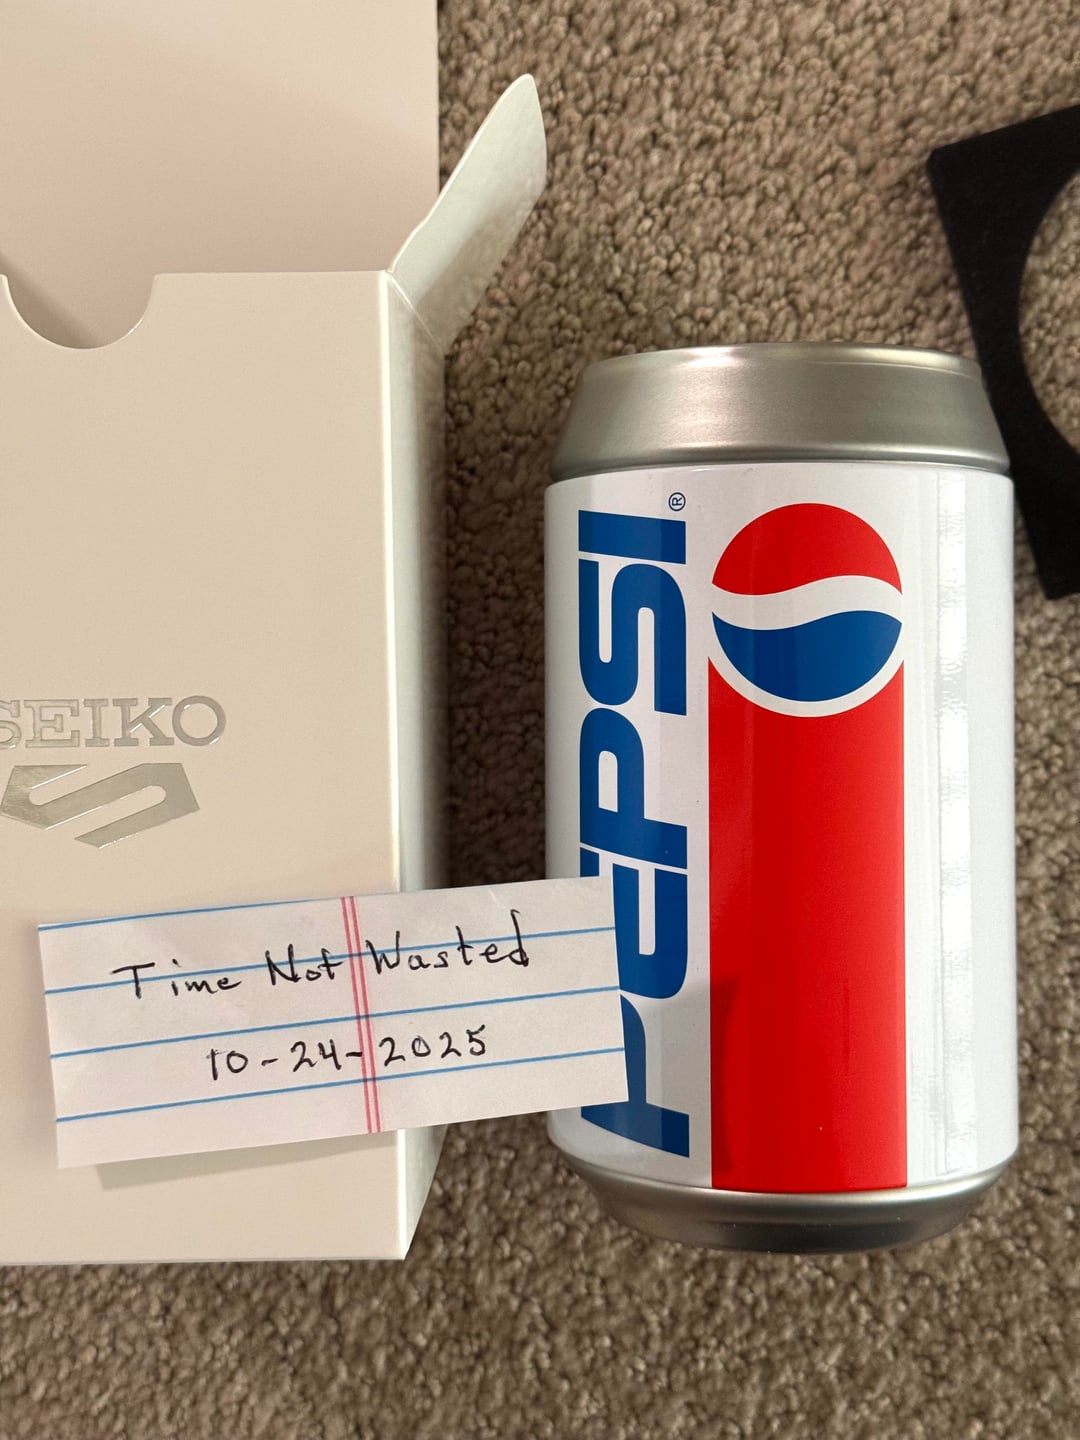 SEIKO
PEPSI®
Time Not Wasted
10-24-2025